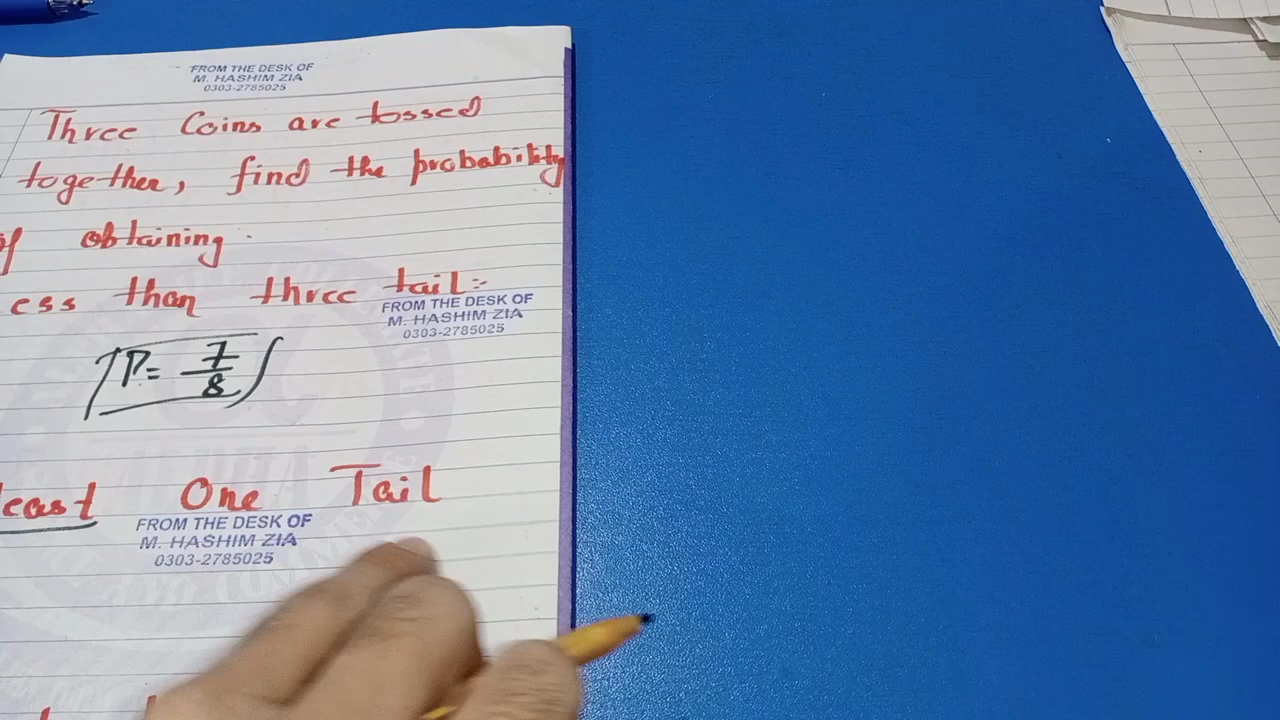 FROM THE DESK OF
M. HASHIM ZIA
0303-2785025
Three Coins are tossed
together, find the probability
of obtaining.
ess than three tail:-
FROM THE DESK OF
M. HASHIM ZIA
0303-2785025
P = 7/8
least One Tail
FROM THE DESK OF
M. HASHIM ZIA
0303-2785025